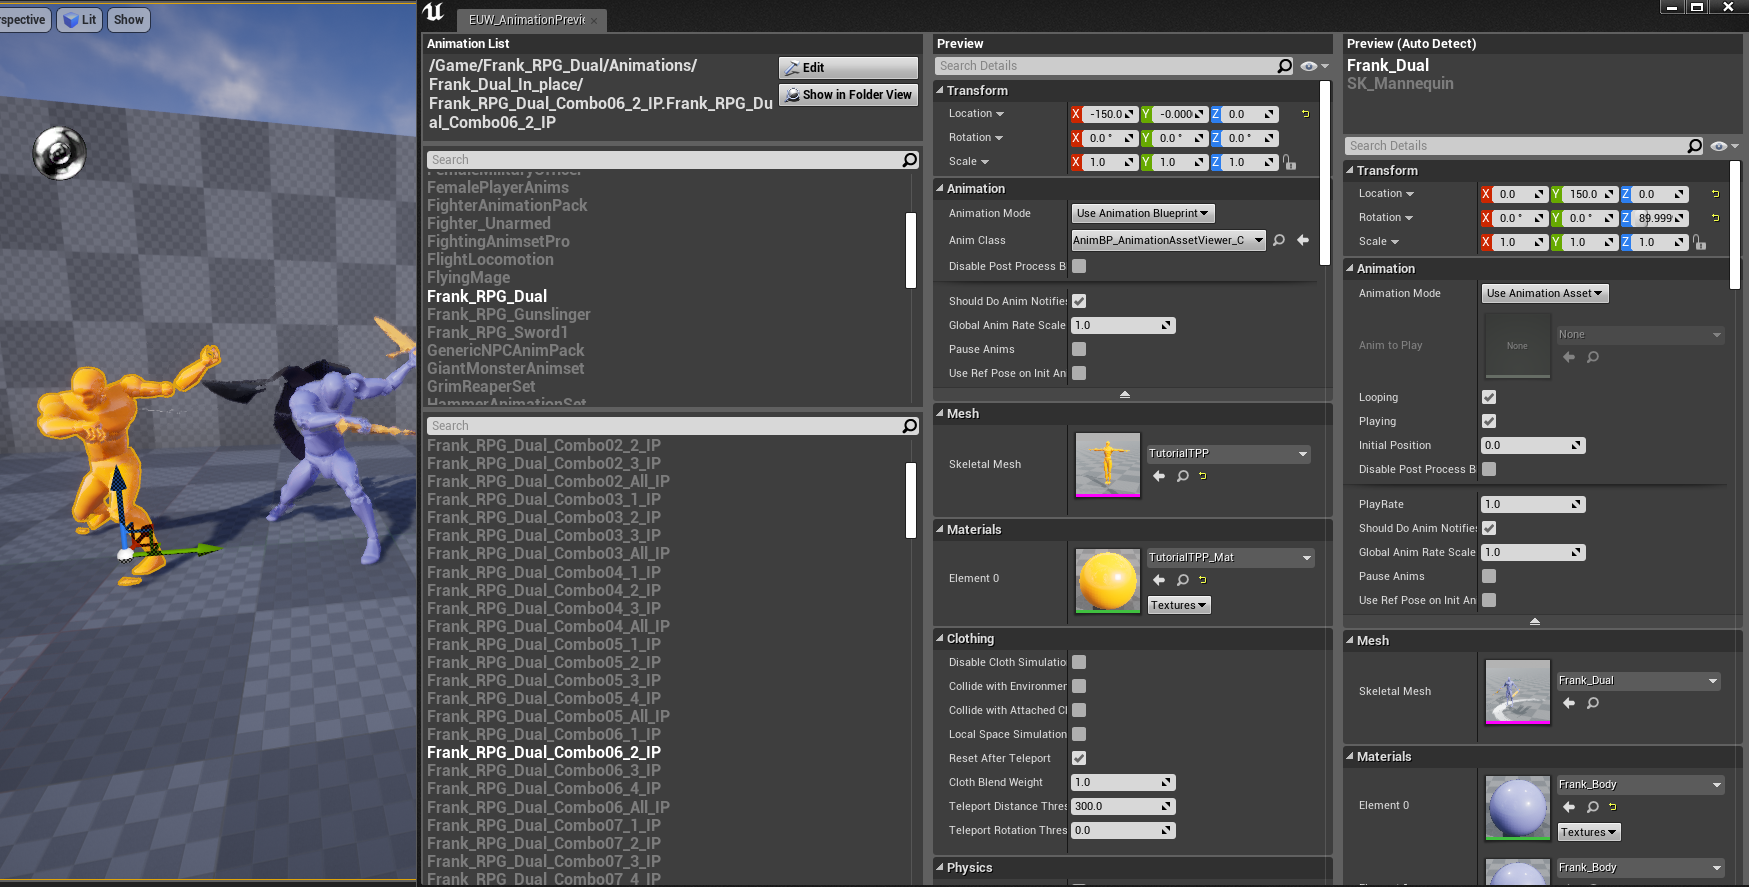 rspective
Lit
Show
EUW_AnimationPrevie
Animation List
/Game/Frank_RPG_Dual/Animations/
Frank_Dual_In_place/
Frank_RPG_Dual_Combo06_2_IP.Frank_RPG_Du
al_Combo06_2_IP
Edit
Show in Folder View
Search
FemaleMilitaryOfficer
FemalePlayerAnims
FighterAnimationPack
Fighter_Unarmed
FightingAnimsetPro
FlightLocomotion
FlyingMage
Frank_RPG_Dual
Frank_RPG_Gunslinger
Frank_RPG_Sword1
GenericNPCAnimPack
GiantMonsterAnimset
GrimReaperSet
HammerAnimationSet
Search
Frank_RPG_Dual_Combo02_2_IP
Frank_RPG_Dual_Combo02_3_IP
Frank_RPG_Dual_Combo02_All_IP
Frank_RPG_Dual_Combo03_1_IP
Frank_RPG_Dual_Combo03_2_IP
Frank_RPG_Dual_Combo03_3_IP
Frank_RPG_Dual_Combo03_All_IP
Frank_RPG_Dual_Combo04_1_IP
Frank_RPG_Dual_Combo04_2_IP
Frank_RPG_Dual_Combo04_3_IP
Frank_RPG_Dual_Combo04_All_IP
Frank_RPG_Dual_Combo05_1_IP
Frank_RPG_Dual_Combo05_2_IP
Frank_RPG_Dual_Combo05_3_IP
Frank_RPG_Dual_Combo05_4_IP
Frank_RPG_Dual_Combo05_All_IP
Frank_RPG_Dual_Combo06_1_IP
Frank_RPG_Dual_Combo06_2_IP
Frank_RPG_Dual_Combo06_3_IP
Frank_RPG_Dual_Combo06_4_IP
Frank_RPG_Dual_Combo06_All_IP
Frank_RPG_Dual_Combo07_1_IP
Frank_RPG_Dual_Combo07_2_IP
Frank_RPG_Dual_Combo07_3_IP
Frank_RPG_Dual_Combo07_4_IP
Preview
Search Details
Transform
Location X -150.0 Y -0.000 Z 0.0
Rotation X 0.0 ° Y 0.0 ° Z 0.0 °
Scale X 1.0 Y 1.0 Z 1.0
Animation
Animation Mode Use Animation Blueprint
Anim Class AnimBP_AnimationAssetViewer_C
Disable Post Process B
Should Do Anim Notifies
Global Anim Rate Scale 1.0
Pause Anims
Use Ref Pose on Init An
Mesh
Skeletal Mesh TutorialTPP
Materials
Element 0 TutorialTPP_Mat
Textures
Clothing
Disable Cloth Simulatio
Collide with Environmen
Collide with Attached Cl
Local Space Simulation
Reset After Teleport
Cloth Blend Weight 1.0
Teleport Distance Thres 300.0
Teleport Rotation Thres 0.0
Physics
Preview (Auto Detect)
Frank_Dual
SK_Mannequin
Search Details
Transform
Location X 0.0 Y 150.0 Z 0.0
Rotation X 0.0 ° Y 0.0 ° Z 89.999
Scale X 1.0 Y 1.0 Z 1.0
Animation
Animation Mode Use Animation Asset
Anim to Play None None
Looping
Playing
Initial Position 0.0
Disable Post Process B
PlayRate 1.0
Should Do Anim Notifies
Global Anim Rate Scale 1.0
Pause Anims
Use Ref Pose on Init An
Mesh
Skeletal Mesh Frank_Dual
Materials
Element 0 Frank_Body
Textures
Frank_Body